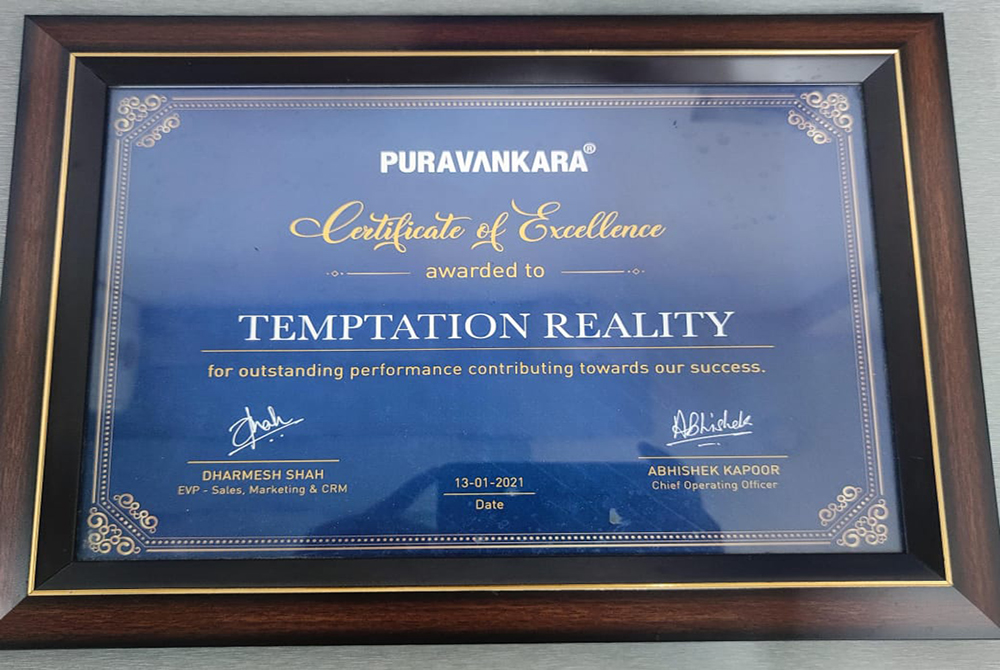 PURAVANKARA®
Certificate of Excellence
awarded to
TEMPTATION REALITY
for outstanding performance contributing towards our success.
Shah
Abhishek
DHARMESH SHAH
EVP - Sales, Marketing & CRM
13-01-2021
Date
ABHISHEK KAPOOR
Chief Operating Officer